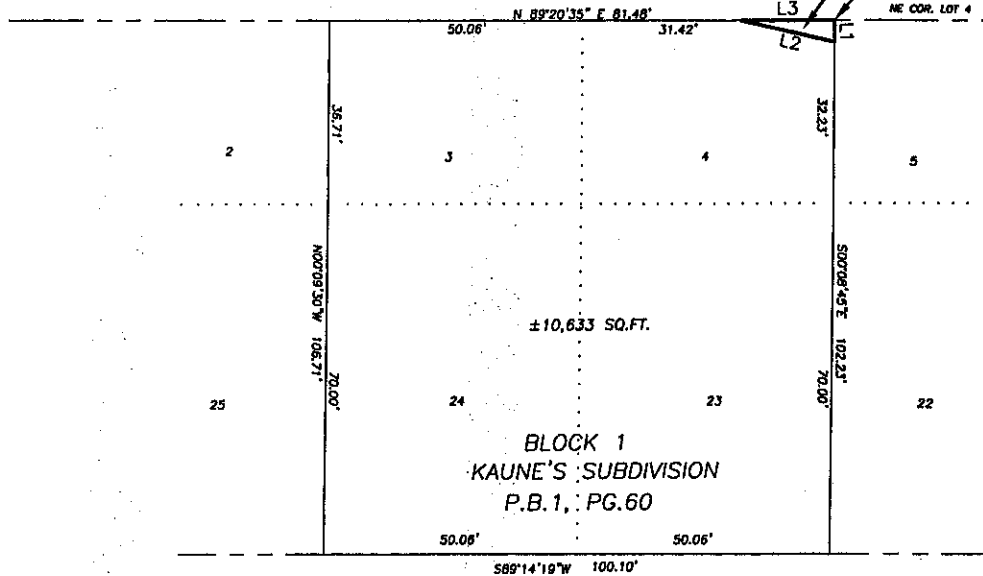 N 89°20'35" E 81.48'
L3
NE COR. LOT 4
50.06'
31.42'
L2
L1
36.71'
32.23'
2
3
4
5
N00°09'30"W 106.71'
S00°08'45"E 102.23'
±10,633 SQ.FT.
70.00'
70.00'
25
24
23
22
BLOCK 1
KAUNE'S SUBDIVISION
P.B.1, PG.60
50.06'
50.06'
S89°14'19"W 100.10'